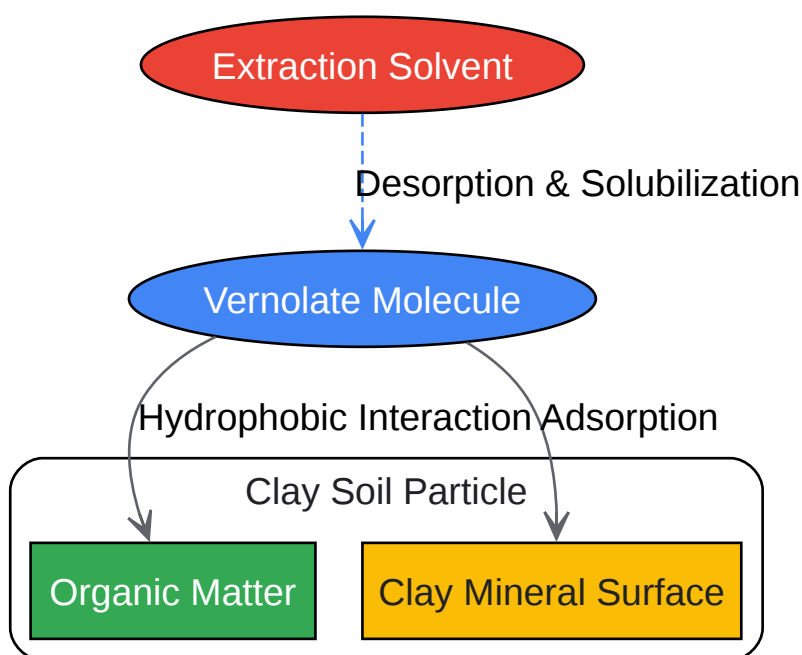 Extraction Solvent
Desorption & Solubilization
Vernolate Molecule
Hydrophobic Interaction
Adsorption
Clay Soil Particle
Organic Matter
Clay Mineral Surface